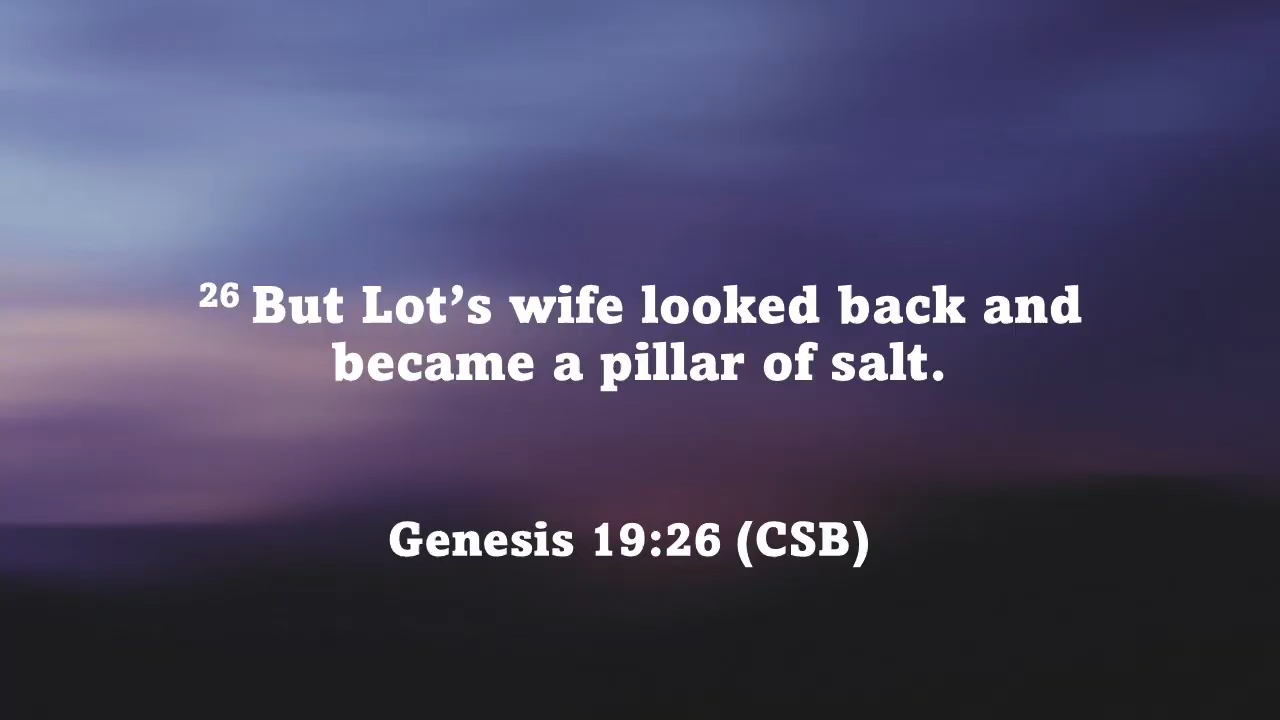 ²⁶ But Lot’s wife looked back and
became a pillar of salt.
Genesis 19:26 (CSB)